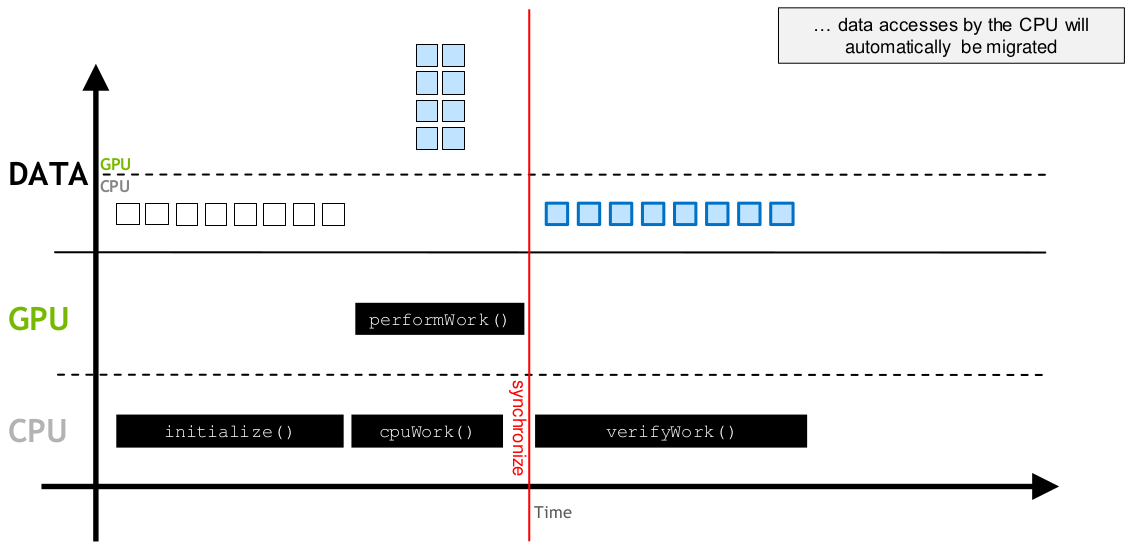 … data accesses by the CPU will
automatically be migrated
DATA
GPU
CPU
GPU
performWork()
synchronize
CPU
initialize()
cpuWork()
verifyWork()
Time